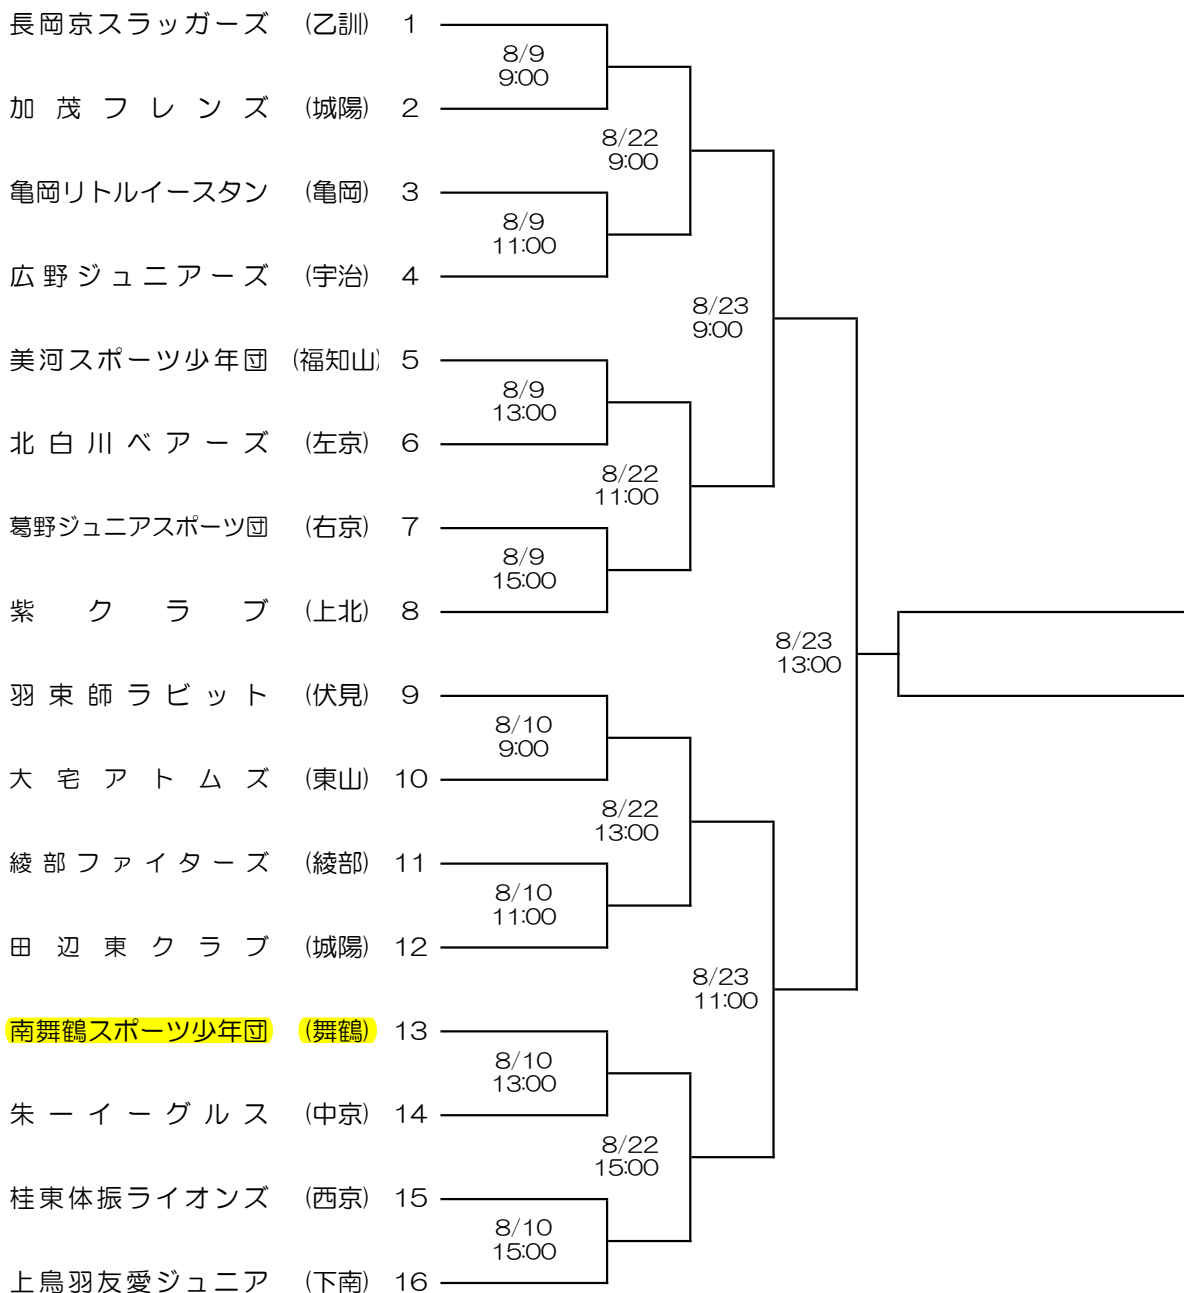 長岡京スラッガーズ (乙訓) 1
8/9
9:00
加茂フレンズ (城陽) 2
8/22
9:00
亀岡リトルイースタン (亀岡) 3
8/9
11:00
広野ジュニアーズ (宇治) 4
8/23
9:00
美河スポーツ少年団 (福知山) 5
8/9
13:00
北白川ベアーズ (左京) 6
8/22
11:00
葛野ジュニアスポーツ団 (右京) 7
8/9
15:00
紫クラブ (上北) 8
8/23
13:00
羽束師ラビット (伏見) 9
8/10
9:00
大宅アトムズ (東山) 10
8/22
13:00
綾部ファイターズ (綾部) 11
8/10
11:00
田辺東クラブ (城陽) 12
8/23
11:00
南舞鶴スポーツ少年団 (舞鶴) 13
8/10
13:00
朱一イーグルス (中京) 14
8/22
15:00
桂東体振ライオンズ (西京) 15
8/10
15:00
上鳥羽友愛ジュニア (下南) 16